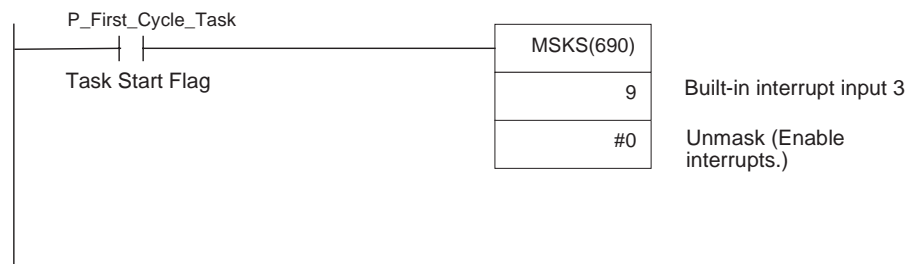 P_First_Cycle_Task
MSKS(690)
Task Start Flag
9
Built-in interrupt input 3
#0
Unmask (Enable
interrupts.)